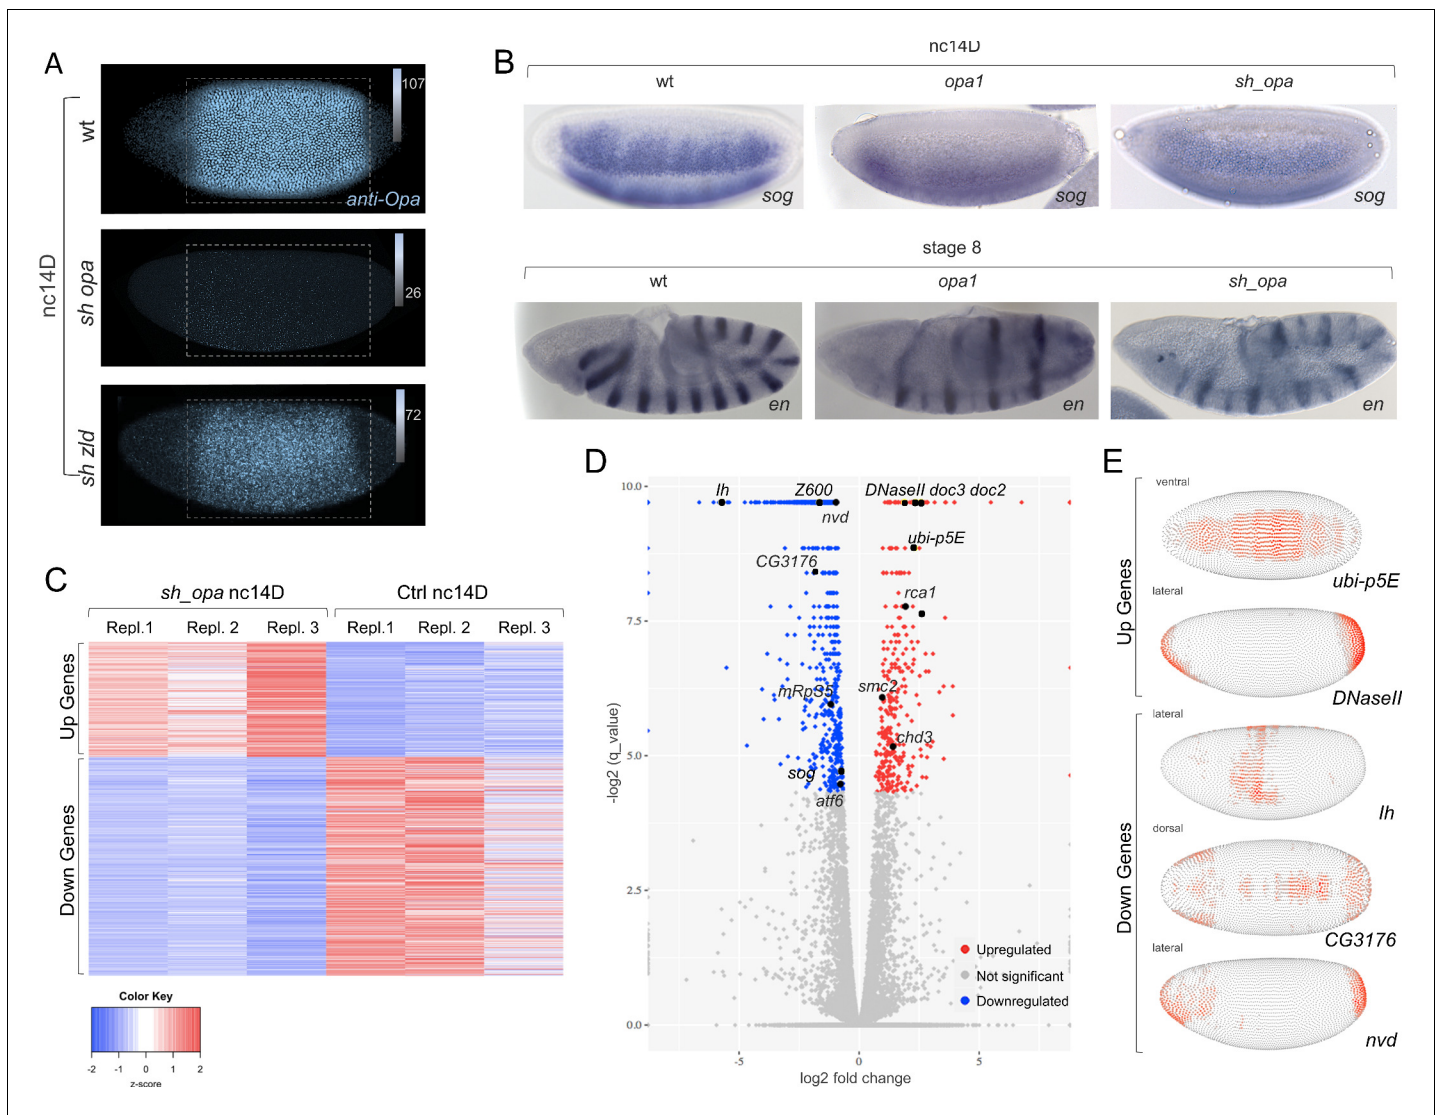 A
nc14D
wt
107
anti-Opa
sh opa
26
sh zld
72
B
nc14D
wt
opa1
sh_opa
sog
sog
sog
stage 8
wt
opa1
sh_opa
en
en
en
C
sh_opa nc14D
Ctrl nc14D
Repl.1
Repl. 2
Repl. 3
Repl.1
Repl. 2
Repl. 3
Up Genes
Down Genes
Color Key
-2
-1
0
1
2
z-score
D
-log2 (q_value)
10.0
7.5
5.0
2.5
0.0
Ih
Z600
nvd
DNaseII doc3 doc2
ubi-p5E
CG3176
rca1
mRpS5
smc2
chd3
sog
atf6
Upregulated
Not significant
Downregulated
-5
0
5
log2 fold change
E
Up Genes
ventral
ubi-p5E
lateral
DNaseII
Down Genes
lateral
Ih
dorsal
CG3176
lateral
nvd